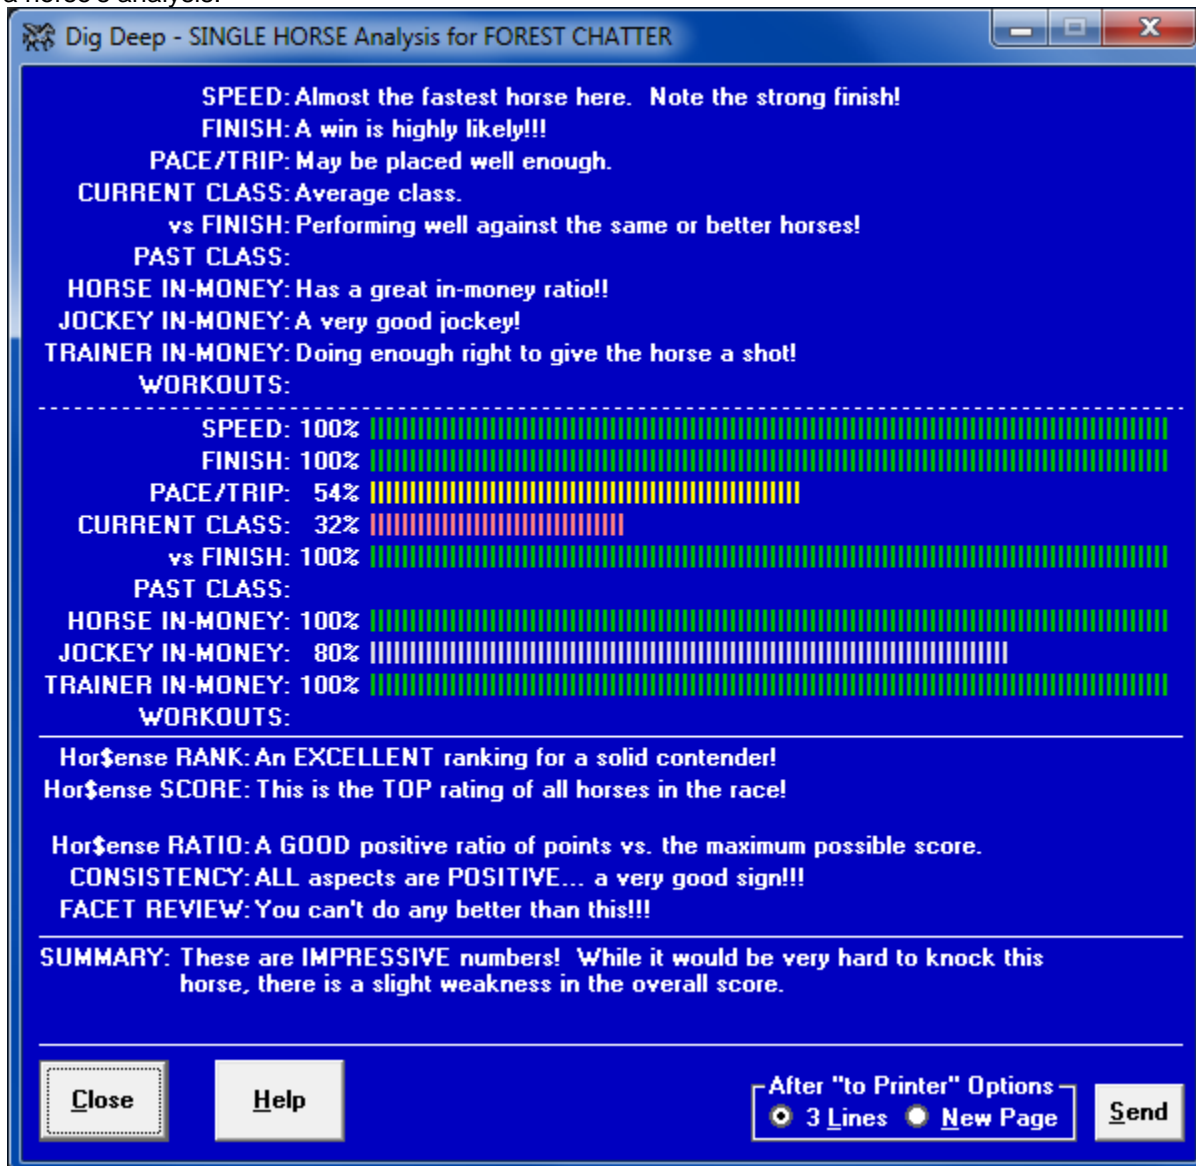 a horse's analysis.
Dig Deep - SINGLE HORSE Analysis for FOREST CHATTER
SPEED: Almost the fastest horse here.  Note the strong finish!
FINISH: A win is highly likely!!!
PACE/TRIP: May be placed well enough.
CURRENT CLASS: Average class.
vs FINISH: Performing well against the same or better horses!
PAST CLASS:
HORSE IN-MONEY: Has a great in-money ratio!!
JOCKEY IN-MONEY: A very good jockey!
TRAINER IN-MONEY: Doing enough right to give the horse a shot!
WORKOUTS:
SPEED: 100%
FINISH: 100%
PACE/TRIP: 54%
CURRENT CLASS: 32%
vs FINISH: 100%
PAST CLASS:
HORSE IN-MONEY: 100%
JOCKEY IN-MONEY: 80%
TRAINER IN-MONEY: 100%
WORKOUTS:
Hor$ense RANK: An EXCELLENT ranking for a solid contender!
Hor$ense SCORE: This is the TOP rating of all horses in the race!
Hor$ense RATIO: A GOOD positive ratio of points vs. the maximum possible score.
CONSISTENCY: ALL aspects are POSITIVE... a very good sign!!!
FACET REVIEW: You can't do any better than this!!!
SUMMARY: These are IMPRESSIVE numbers!  While it would be very hard to knock this
horse, there is a slight weakness in the overall score.
Close Help
After "to Printer" Options
3 Lines New Page
Send